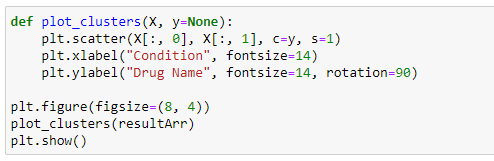 def plot_clusters(X, y=None):
    plt.scatter(X[:, 0], X[:, 1], c=y, s=1)
    plt.xlabel("Condition", fontsize=14)
    plt.ylabel("Drug Name", fontsize=14, rotation=90)

plt.figure(figsize=(8, 4))
plot_clusters(resultArr)
plt.show()